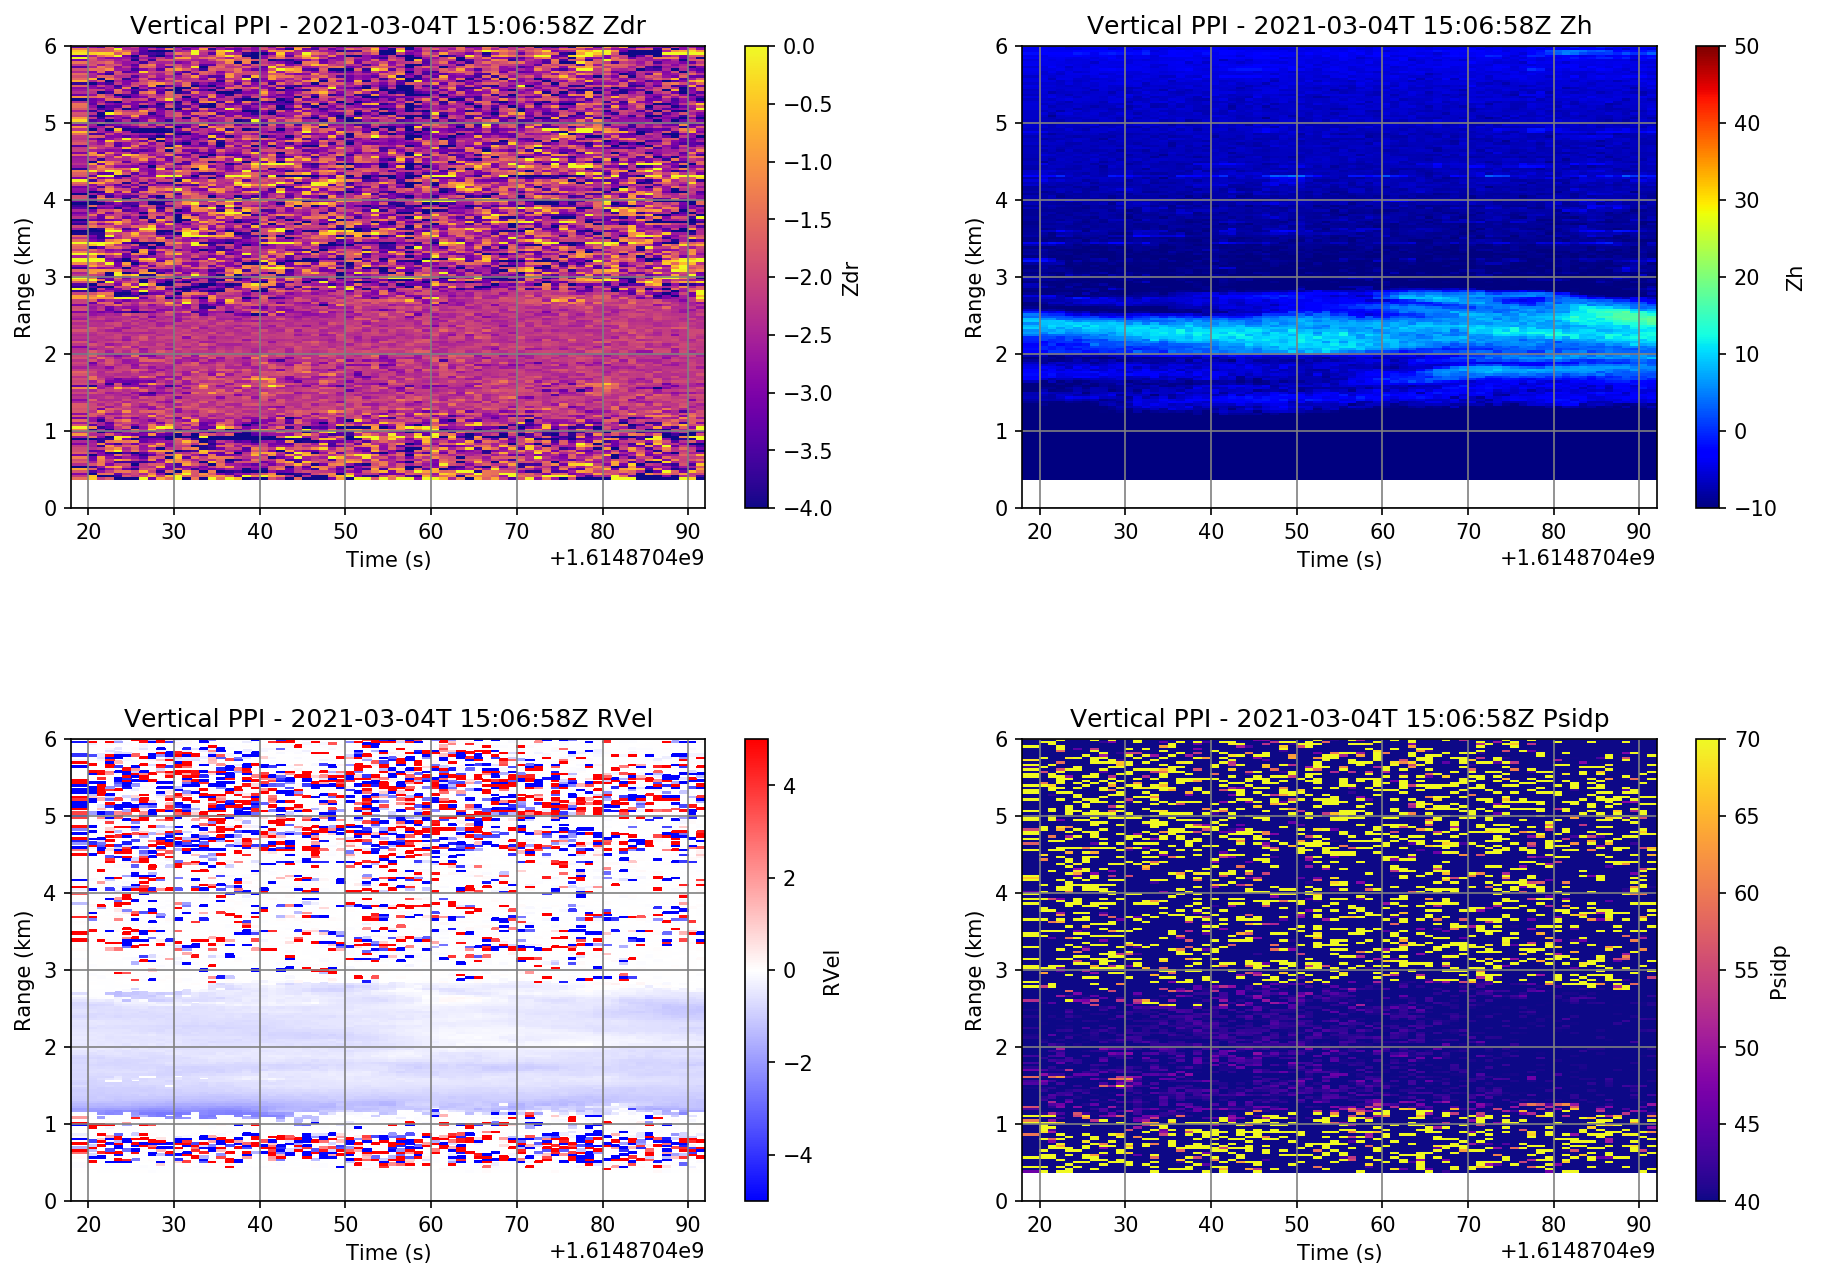 Vertical PPI - 2021-03-04T 15:06:58Z Zdr
6
5
4
3
2
1
0
Range (km)
20 30 40 50 60 70 80 90
Time (s)
+1.6148704e9
0.0
−0.5
−1.0
−1.5
−2.0
−2.5
−3.0
−3.5
−4.0
Zdr
Vertical PPI - 2021-03-04T 15:06:58Z Zh
6
5
4
3
2
1
0
Range (km)
20 30 40 50 60 70 80 90
Time (s)
+1.6148704e9
50
40
30
20
10
0
−10
Zh
Vertical PPI - 2021-03-04T 15:06:58Z RVel
6
5
4
3
2
1
0
Range (km)
20 30 40 50 60 70 80 90
Time (s)
+1.6148704e9
4
2
0
−2
−4
RVel
Vertical PPI - 2021-03-04T 15:06:58Z Psidp
6
5
4
3
2
1
0
Range (km)
20 30 40 50 60 70 80 90
Time (s)
+1.6148704e9
70
65
60
55
50
45
40
Psidp